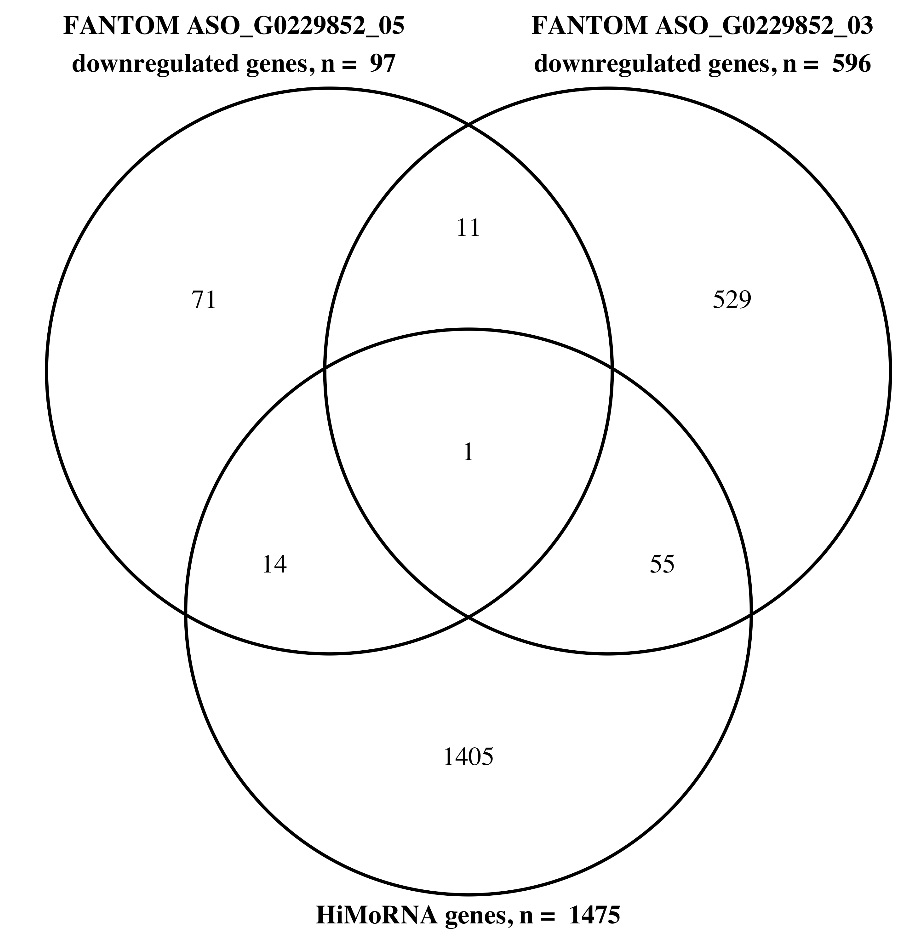 FANTOM ASO_G0229852_05
downregulated genes, n = 97
FANTOM ASO_G0229852_03
downregulated genes, n = 596
11
71
529
1
14
55
1405
HiMoRNA genes, n = 1475